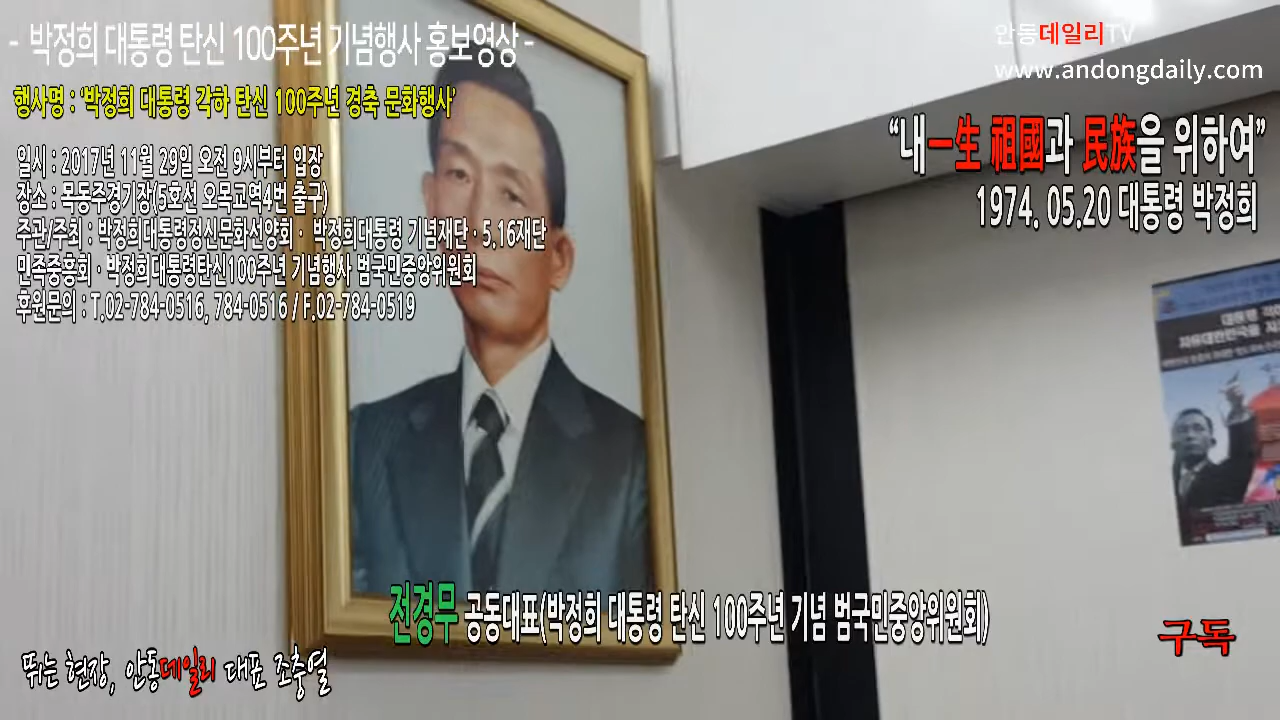 - 박정희 대통령 탄신 100주년 기념행사 홍보영상 -
안동데일리TV
www.andongdaily.com
행사명 : '박정희 대통령 각하 탄신 100주년 경축 문화행사'
"내一生 祖國과 民族을 위하여"
1974. 05.20 대통령 박정희
일시 : 2017년 11월 29일 오전 9시부터 입장
장소 : 목동주경기장(5호선 오목교역4번 출구)
주관/주최 : 박정희대통령정신문화선양회 · 박정희대통령 기념재단 · 5.16재단
민족중흥회 · 박정희대통령탄신100주년 기념행사 범국민중앙위원회
후원문의 : T.02-784-0516, 784-0516 / F.02-784-0519
대통령 각하
자유대한민국을
전경무 공동대표(박정희 대통령 탄신 100주년 기념 범국민중앙위원회)
구독
뛰는 현장, 안동데일리 대표 조충열